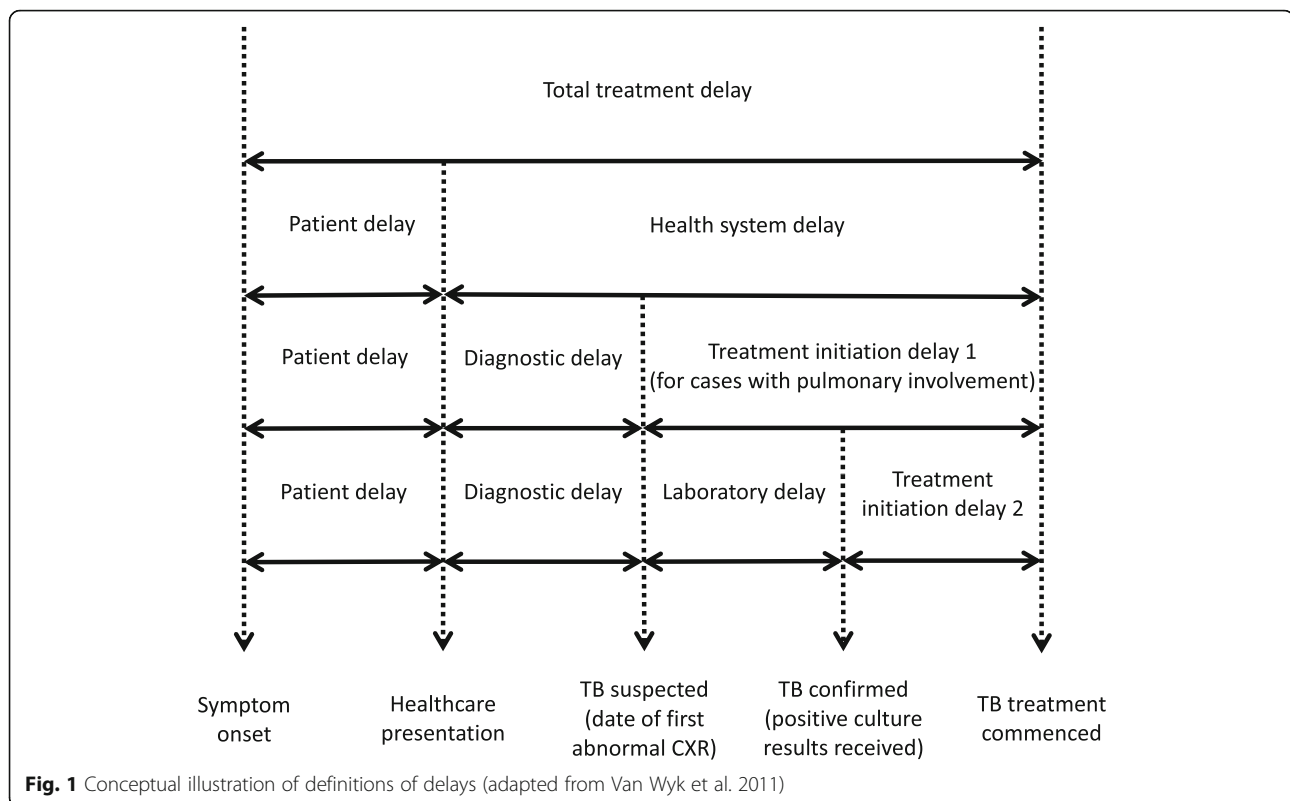 Total treatment delay
Patient delay
Health system delay
Patient delay
Diagnostic delay
Treatment initiation delay 1
(for cases with pulmonary involvement)
Patient delay
Diagnostic delay
Laboratory delay
Treatment
initiation delay 2
Symptom
onset
Healthcare
presentation
TB suspected
(date of first
abnormal CXR)
TB confirmed
(positive culture
results received)
TB treatment
commenced
Fig. 1 Conceptual illustration of definitions of delays (adapted from Van Wyk et al. 2011)